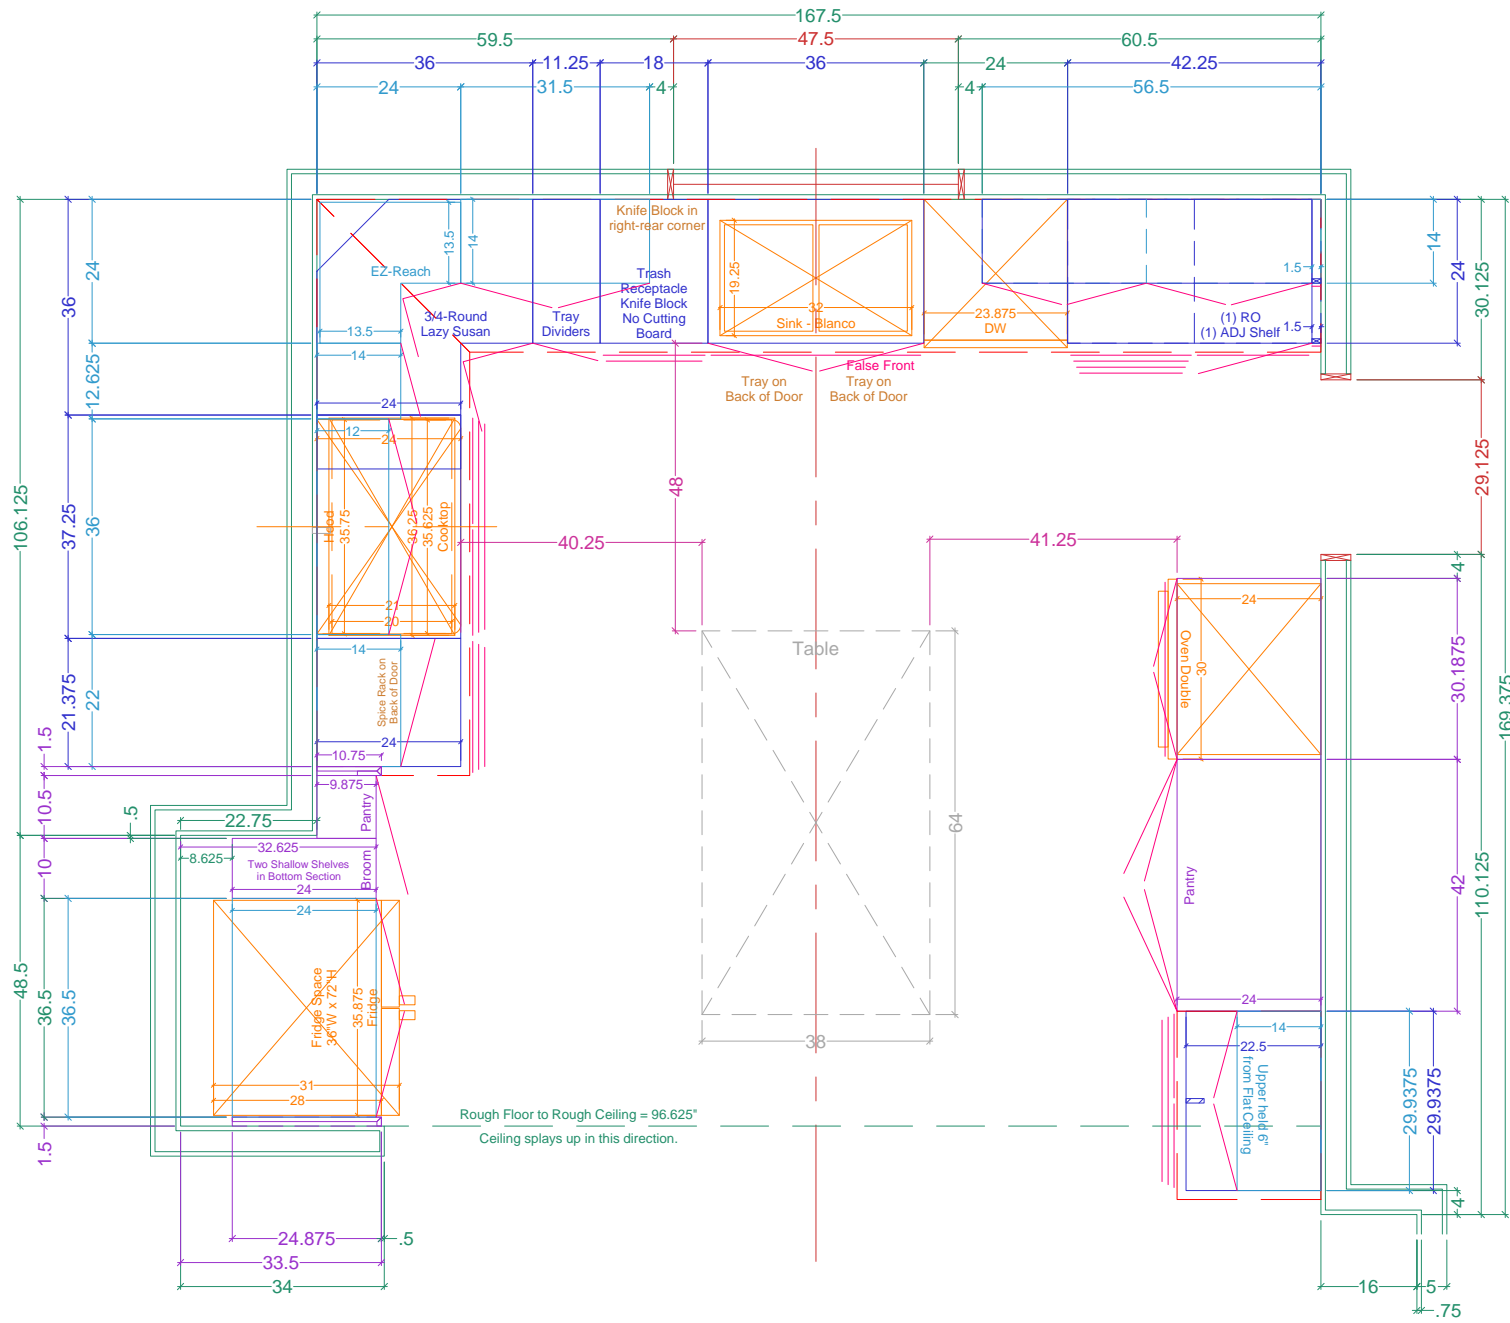 167.5
59.5
47.5
60.5
36
11.25
18
36
24
42.25
24
31.5
4
4
56.5
Knife Block in
right-rear corner
13.5
14
EZ-Reach
Trash
Receptacle
Knife Block
No Cutting
Board
19.25
32
Sink - Blanco
23.875
DW
3/4-Round
Lazy Susan
Tray
Dividers
1.5
(1) RO
(1) ADJ Shelf
1.5
14
24
30.125
24
36
12.625
13.5
14
24
False Front
Tray on
Back of Door
Tray on
Back of Door
12
24
106.125
37.25
36
Hood
35.75
36.25
35.625
Cooktop
21
20
48
40.25
41.25
29.125
4
24
Oven Double
30
30.1875
169.375
Table
64
38
14
Spice Rack on
Back of Door
24
21.375
22
1.5
10.75
9.875
10.5
Pantry
.5
22.75
32.625
8.625
Two Shallow Shelves
in Bottom Section
Broom
24
10
24
48.5
36.5
36.5
Fridge Space
36"W x 72"H
35.875
Fridge
31
28
1.5
Pantry
42
110.125
24
14
22.5
Upper held 6"
from Flat Ceiling
29.9375
29.9375
4
Rough Floor to Rough Ceiling = 96.625"
Ceiling splays up in this direction.
24.875
.5
33.5
34
16
5
.75